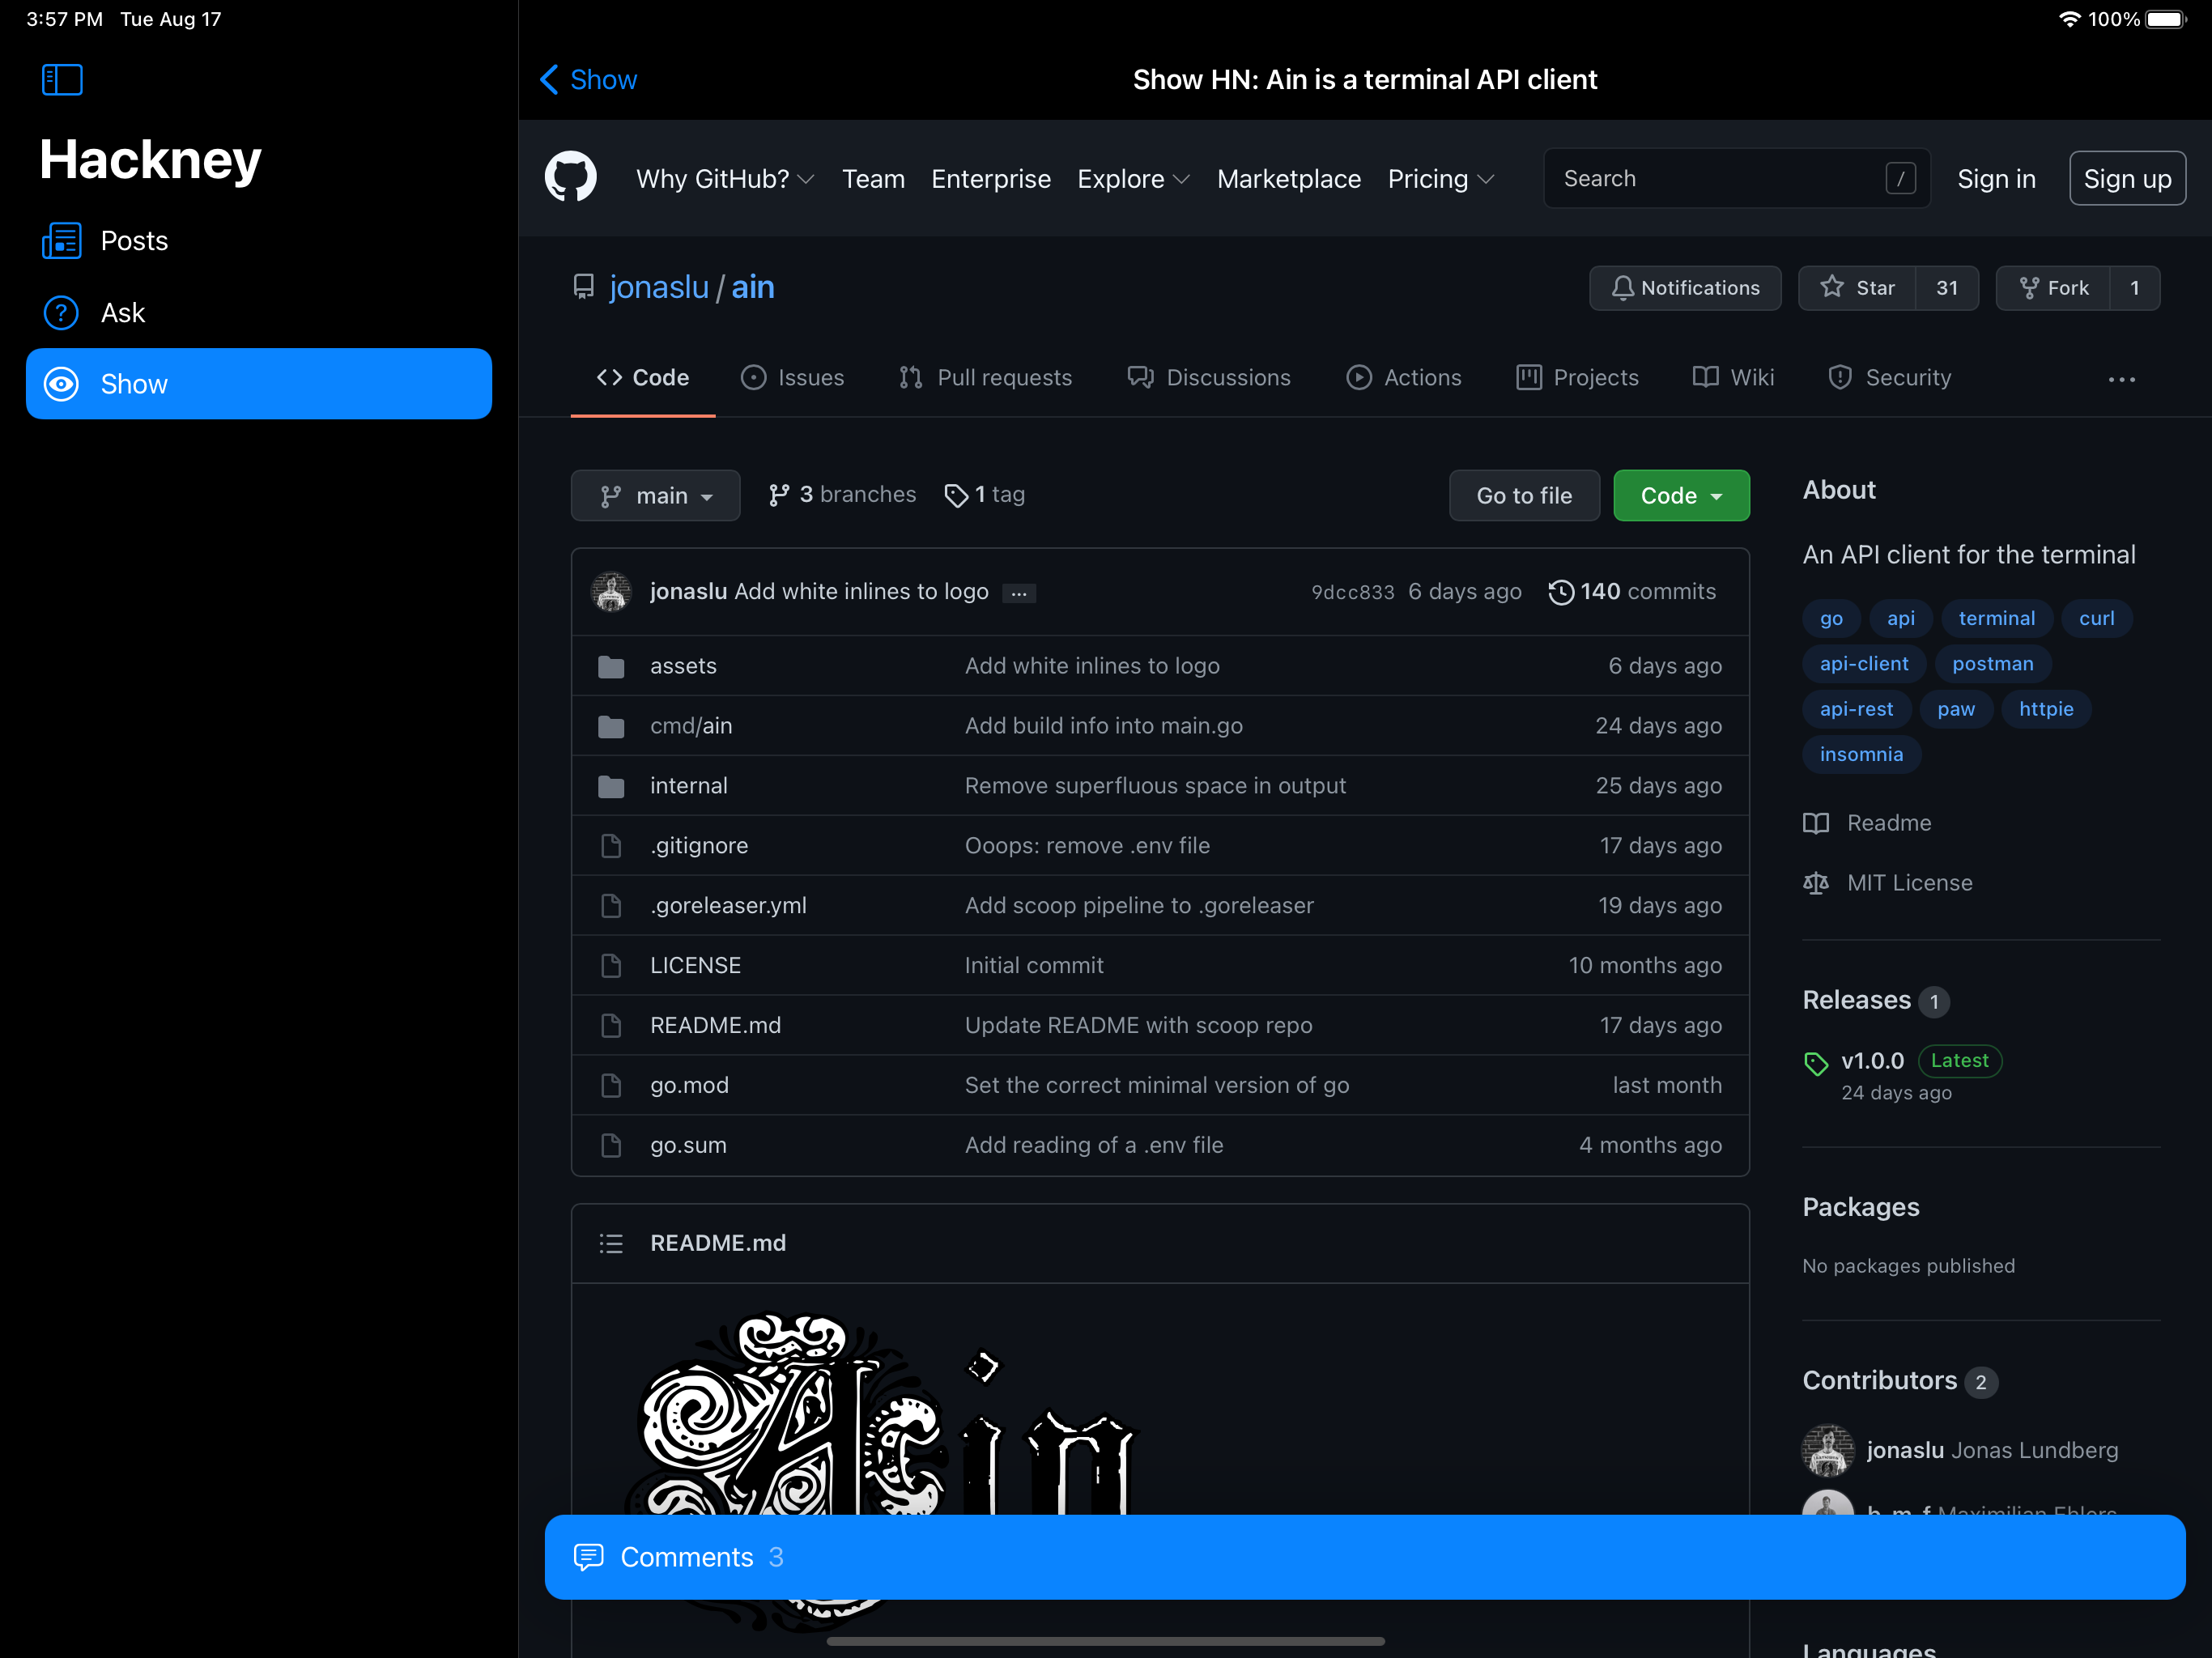 3:57 PM Tue Aug 17
100%
Hackney
Posts
Ask
Show
Show
Show HN: Ain is a terminal API client
Why GitHub? Team Enterprise Explore Marketplace Pricing Search / Sign in Sign up
jonaslu / ain
Notifications Star 31 Fork 1
Code Issues Pull requests Discussions Actions Projects Wiki Security ...
main 3 branches 1 tag Go to file Code
jonaslu Add white inlines to logo ... 9dcc833 6 days ago 140 commits
assets Add white inlines to logo 6 days ago
cmd/ain Add build info into main.go 24 days ago
internal Remove superfluous space in output 25 days ago
.gitignore Ooops: remove .env file 17 days ago
.goreleaser.yml Add scoop pipeline to .goreleaser 19 days ago
LICENSE Initial commit 10 months ago
README.md Update README with scoop repo 17 days ago
go.mod Set the correct minimal version of go last month
go.sum Add reading of a .env file 4 months ago
README.md
Ain
About
An API client for the terminal
go api terminal curl
api-client postman
api-rest paw httpie
insomnia
Readme
MIT License
Releases 1
v1.0.0 Latest
24 days ago
Packages
No packages published
Contributors 2
jonaslu Jonas Lundberg
Maximilian Ehlers
Comments 3
Languages